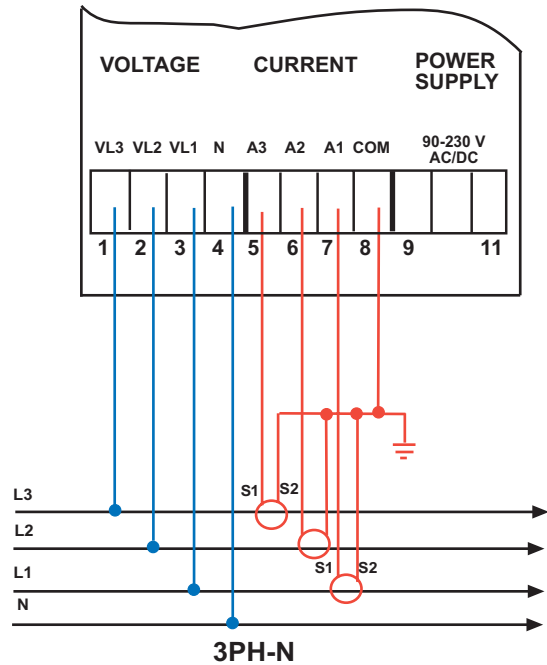 VOLTAGE CURRENT POWER
SUPPLY
VL3 VL2 VL1 N A3 A2 A1 COM 90-230 V
AC/DC
1 2 3 4 5 6 7 8 9 11
S1 S2
L3
L2
S1 S2
L1
N
3PH-N